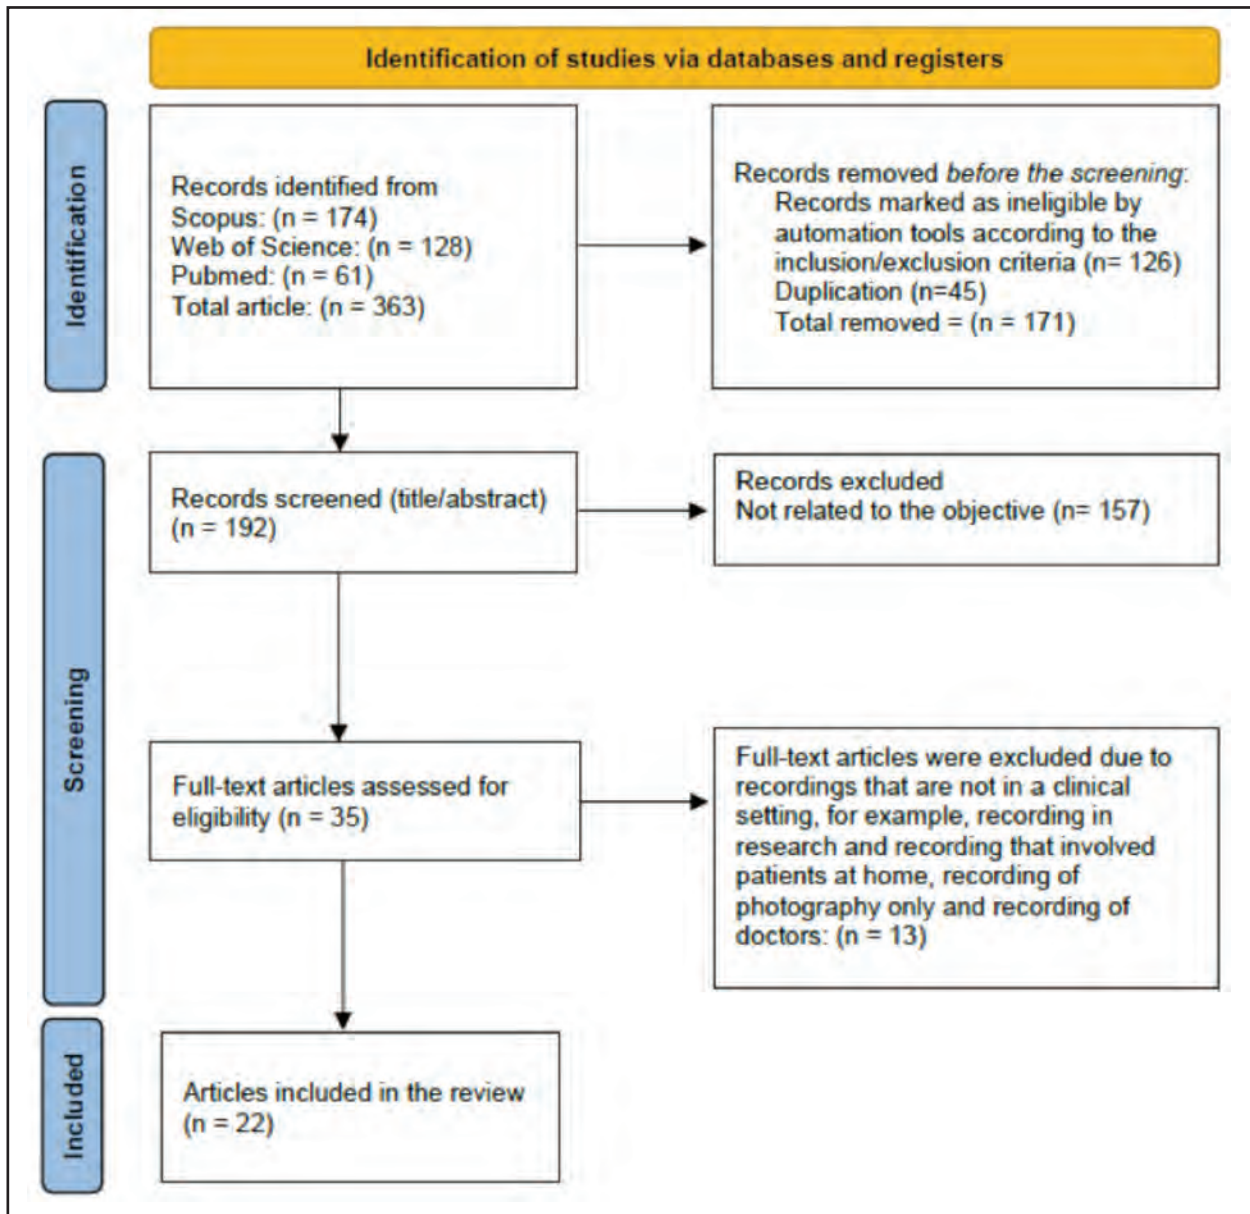 Identification of studies via databases and registers
Identification
Records identified from
Scopus: (n = 174)
Web of Science: (n = 128)
Pubmed: (n = 61)
Total article: (n = 363)
Records removed before the screening:
Records marked as ineligible by
automation tools according to the
inclusion/exclusion criteria (n= 126)
Duplication (n=45)
Total removed = (n = 171)
Screening
Records screened (title/abstract)
(n = 192)
Records excluded
Not related to the objective (n= 157)
Full-text articles assessed for
eligibility (n = 35)
Full-text articles were excluded due to
recordings that are not in a clinical
setting, for example, recording in
research and recording that involved
patients at home, recording of
photography only and recording of
doctors: (n = 13)
Included
Articles included in the review
(n = 22)